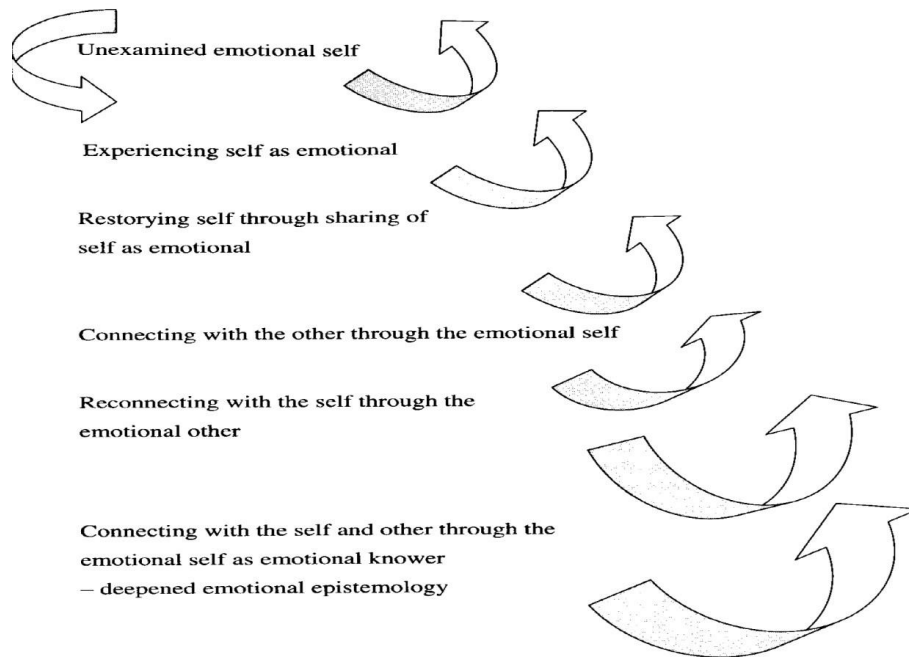 Unexamined emotional self
Experiencing self as emotional
Restorying self through sharing of
self as emotional
Connecting with the other through the emotional self
Reconnecting with the self through the
emotional other
Connecting with the self and other through the
emotional self as emotional knower
– deepened emotional epistemology